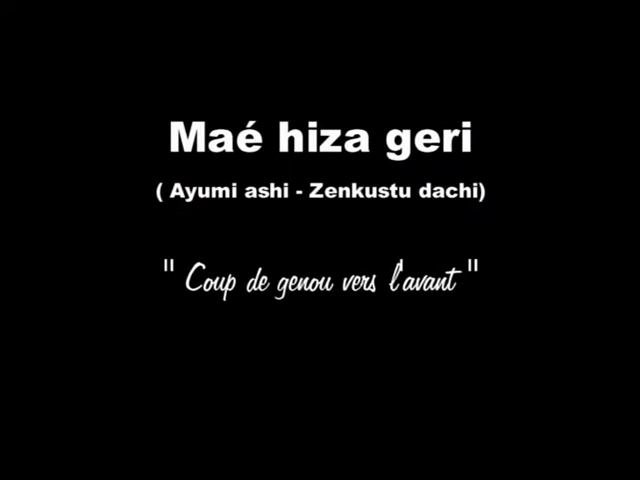 Maé hiza geri
( Ayumi ashi - Zenkustu dachi)
" Coup de genou vers l'avant "